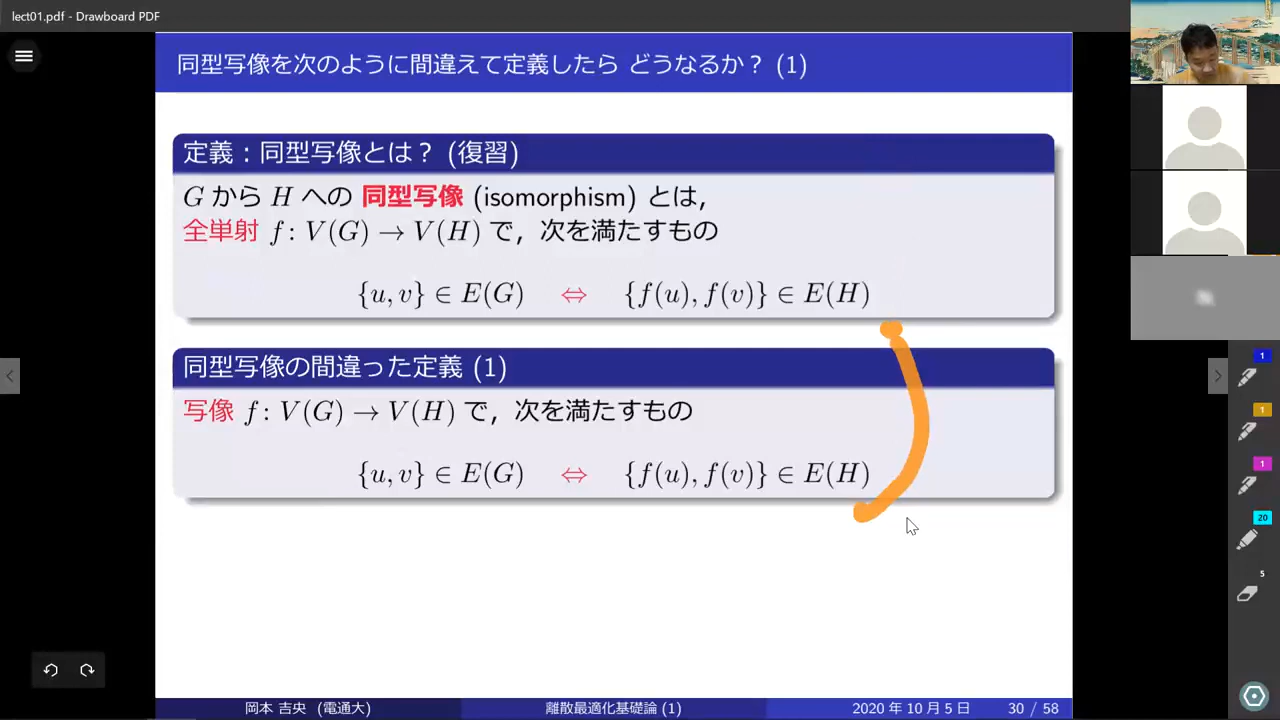 lect01.pdf - Drawboard PDF
同型写像を次のように間違えて定義したら どうなるか？ (1)
定義：同型写像とは？ (復習)
G から H への 同型写像 (isomorphism) とは，
全単射 f: V(G) → V(H) で，次を満たすもの
{u, v} ∈ E(G) ⇔ {f(u), f(v)} ∈ E(H)
同型写像の間違った定義 (1)
写像 f: V(G) → V(H) で，次を満たすもの
{u, v} ∈ E(G) ⇔ {f(u), f(v)} ∈ E(H)
1
1
1
20
5
岡本 吉央 (電通大) 離散最適化基礎論 (1) 2020 年 10 月 5 日 30 / 58